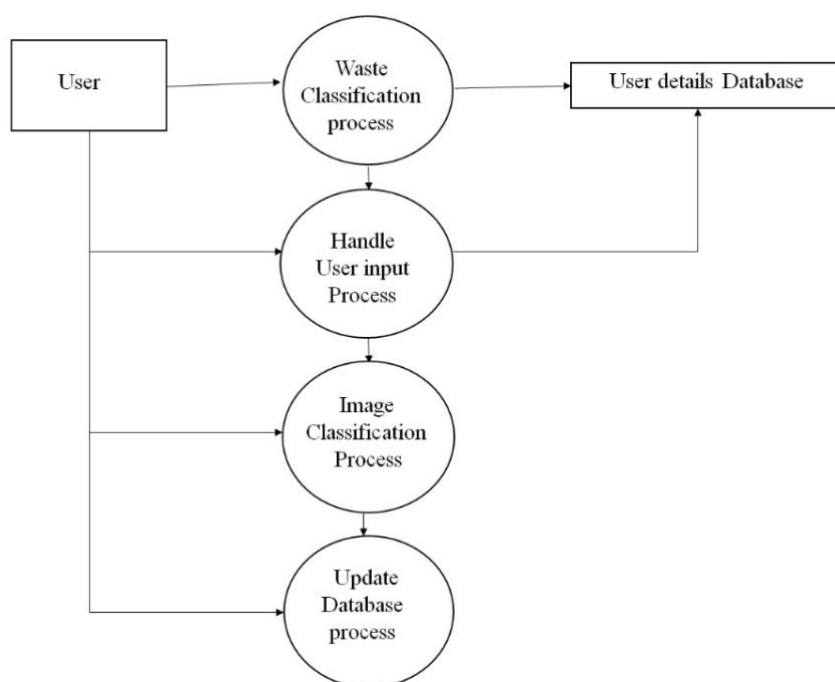 User
Waste
Classification
process
User details Database
Handle
User input
Process
Image
Classification
Process
Update
Database
process